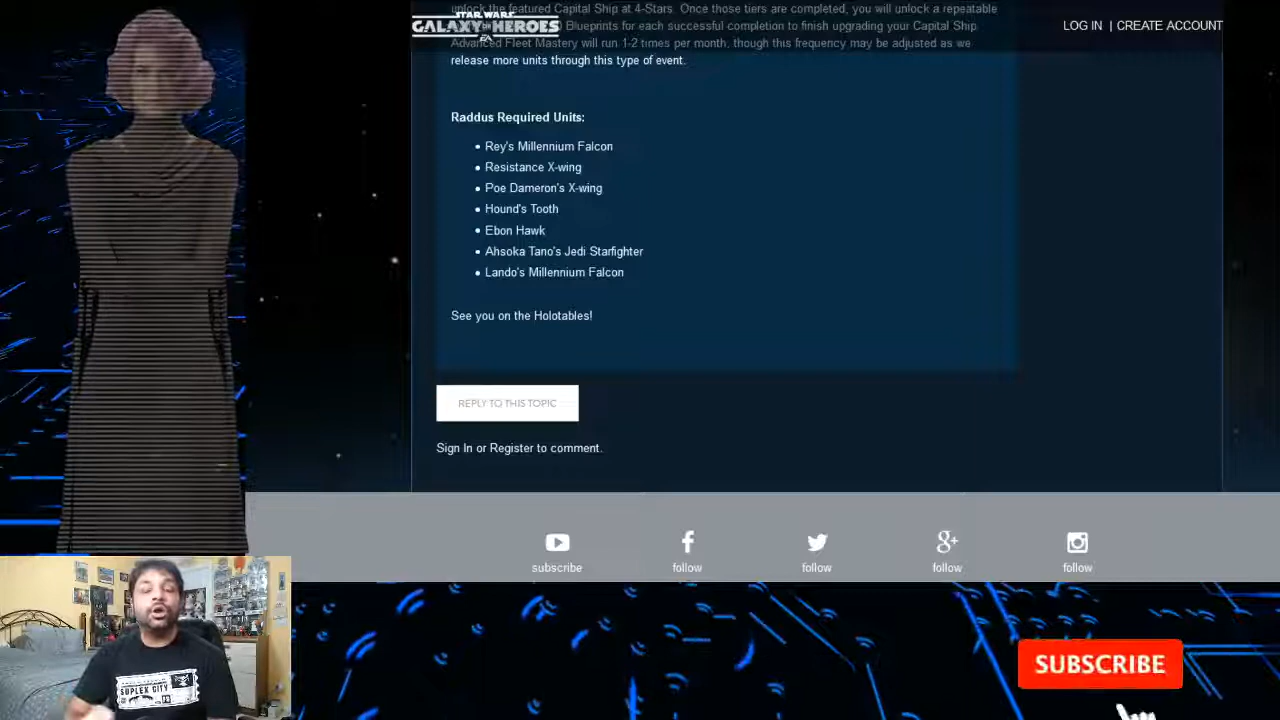 unlock the featured Capital Ship at 4-Stars. Once those tiers are completed, you will unlock a repeatable
STAR WARS
GALAXY OF HEROES
Blueprints for each successful completion to finish upgrading your Capital Ship.
LOG IN | CREATE ACCOUNT
Advanced Fleet Mastery will run 1-2 times per month, though this frequency may be adjusted as we
release more units through this type of event.
Raddus Required Units:
• Rey's Millennium Falcon
• Resistance X-wing
• Poe Dameron's X-wing
• Hound's Tooth
• Ebon Hawk
• Ahsoka Tano's Jedi Starfighter
• Lando's Millennium Falcon
See you on the Holotables!
REPLY TO THIS TOPIC
Sign In or Register to comment.
subscribe
follow
follow
g+
follow
follow
SUPLEX CITY
SUBSCRIBE